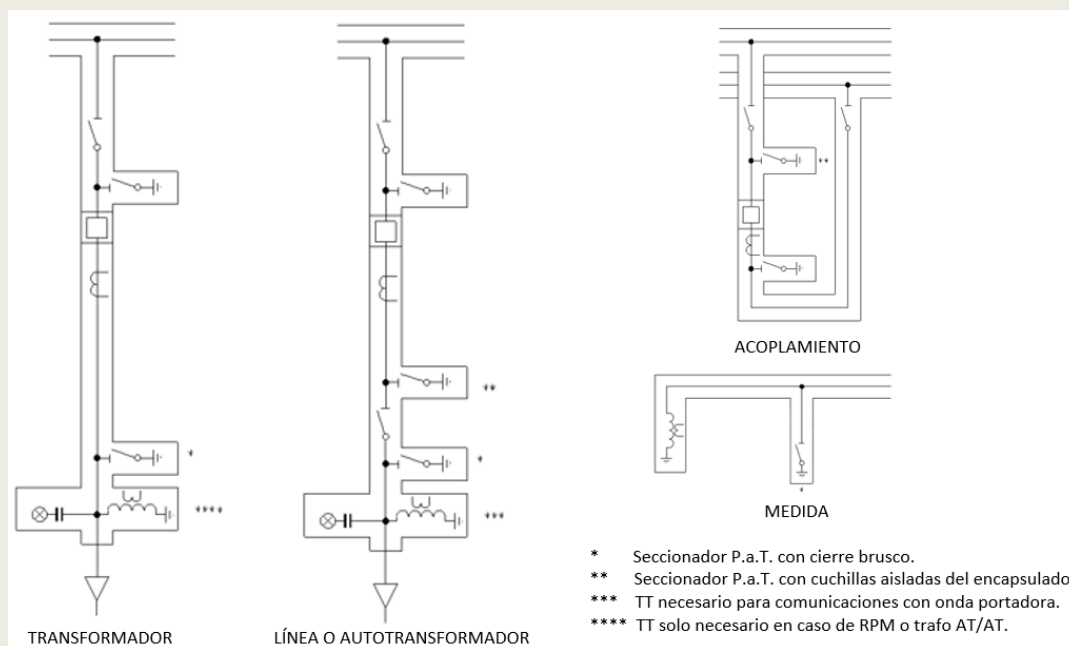 **
ACOPLAMIENTO
**
*
*
****
***
*
MEDIDA
* Seccionador P.a.T. con cierre brusco.
** Seccionador P.a.T. con cuchillas aisladas del encapsulado
*** TT necesario para comunicaciones con onda portadora.
**** TT solo necesario en caso de RPM o trafo AT/AT.
TRANSFORMADOR
LÍNEA O AUTOTRANSFORMADOR